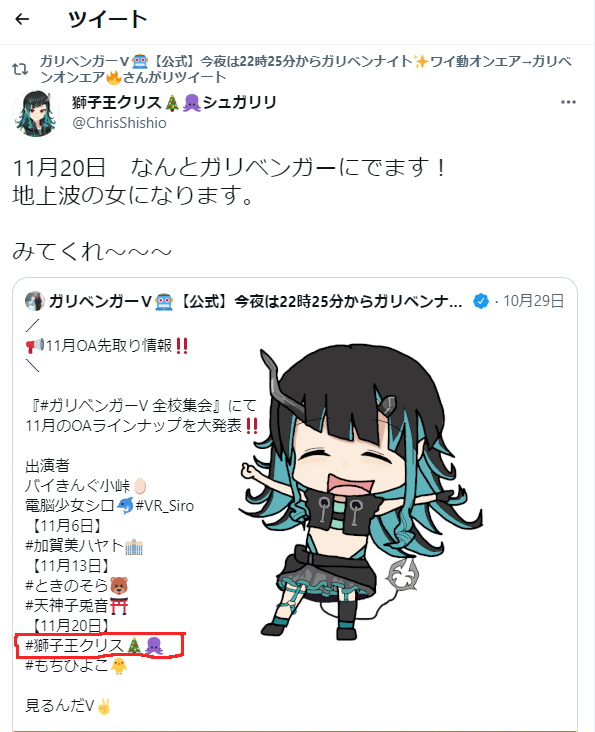 ← ツイート
ガリベンガーV🤖【公式】今夜は22時25分からガリベンナイト✨ワイ動オンエア→ガリベ
ンオンエア🔥さんがリツイート
獅子王クリス🎄🐙シュガリリ
@ChrisShishio
11月20日　なんとガリベンガーにでます！
地上波の女になります。
みてくれ～～～
ガリベンガーV🤖【公式】今夜は22時25分からガリベンナ... · 10月29日
／
📢11月OA先取り情報‼️
＼
『#ガリベンガーV 全校集会』にて
11月のOAラインナップを大発表‼️
出演者
バイきんぐ小峠🥚
電脳少女シロ🐬#VR_Siro
【11月6日】
#加賀美ハヤト🏰
【11月13日】
#ときのそら🐻
#天神子兎音⛩️
【11月20日】
#獅子王クリス🎄🐙
#もちひよこ🐥
見るんだV✌️